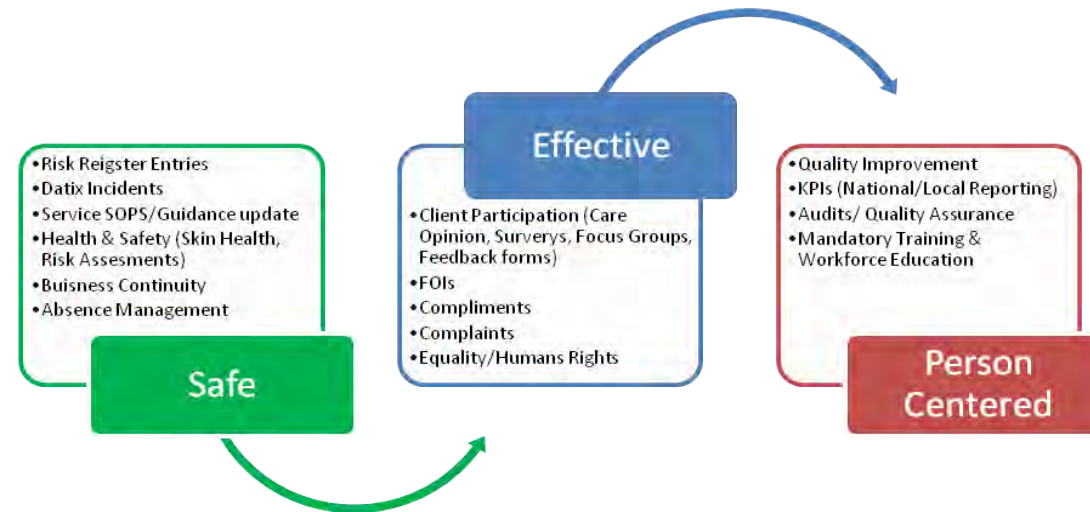 •Risk Reigster Entries
•Datix Incidents
•Service SOPS/Guidance update
•Health & Safety (Skin Health,
Risk Assesments)
•Buisness Continuity
•Absence Management
Safe
Effective
•Client Participation (Care
Opinion, Surverys, Focus Groups,
Feedback forms)
•FOIs
•Compliments
•Complaints
•Equality/Humans Rights
•Quality Improvement
•KPIs (National/Local Reporting)
•Audits/ Quality Assurance
•Mandatory Training &
Workforce Education
Person
Centered